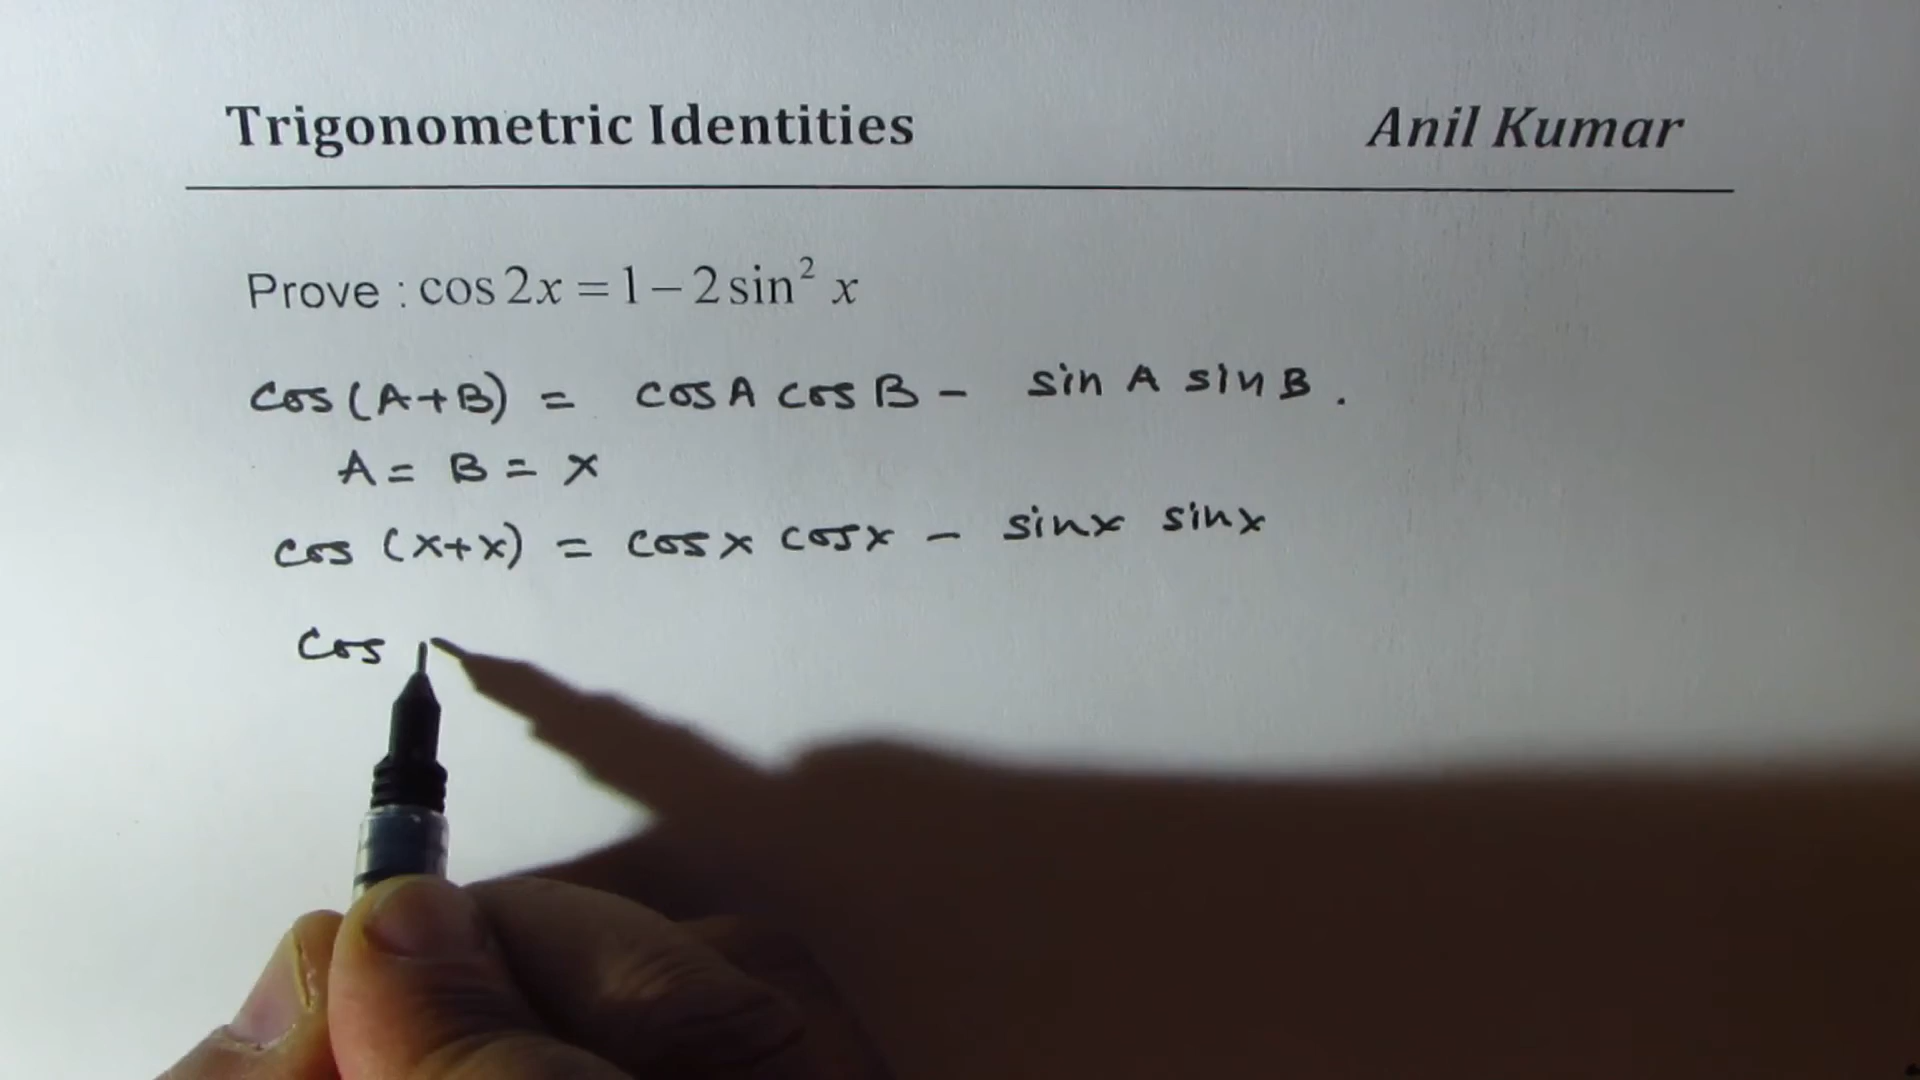 Trigonometric Identities Anil Kumar
Prove : cos 2x = 1 − 2 sin² x
cos (A+B) = cos A cos B − sin A sin B .
A = B = x
cos (x+x) = cos x cos x − sin x sin x
cos